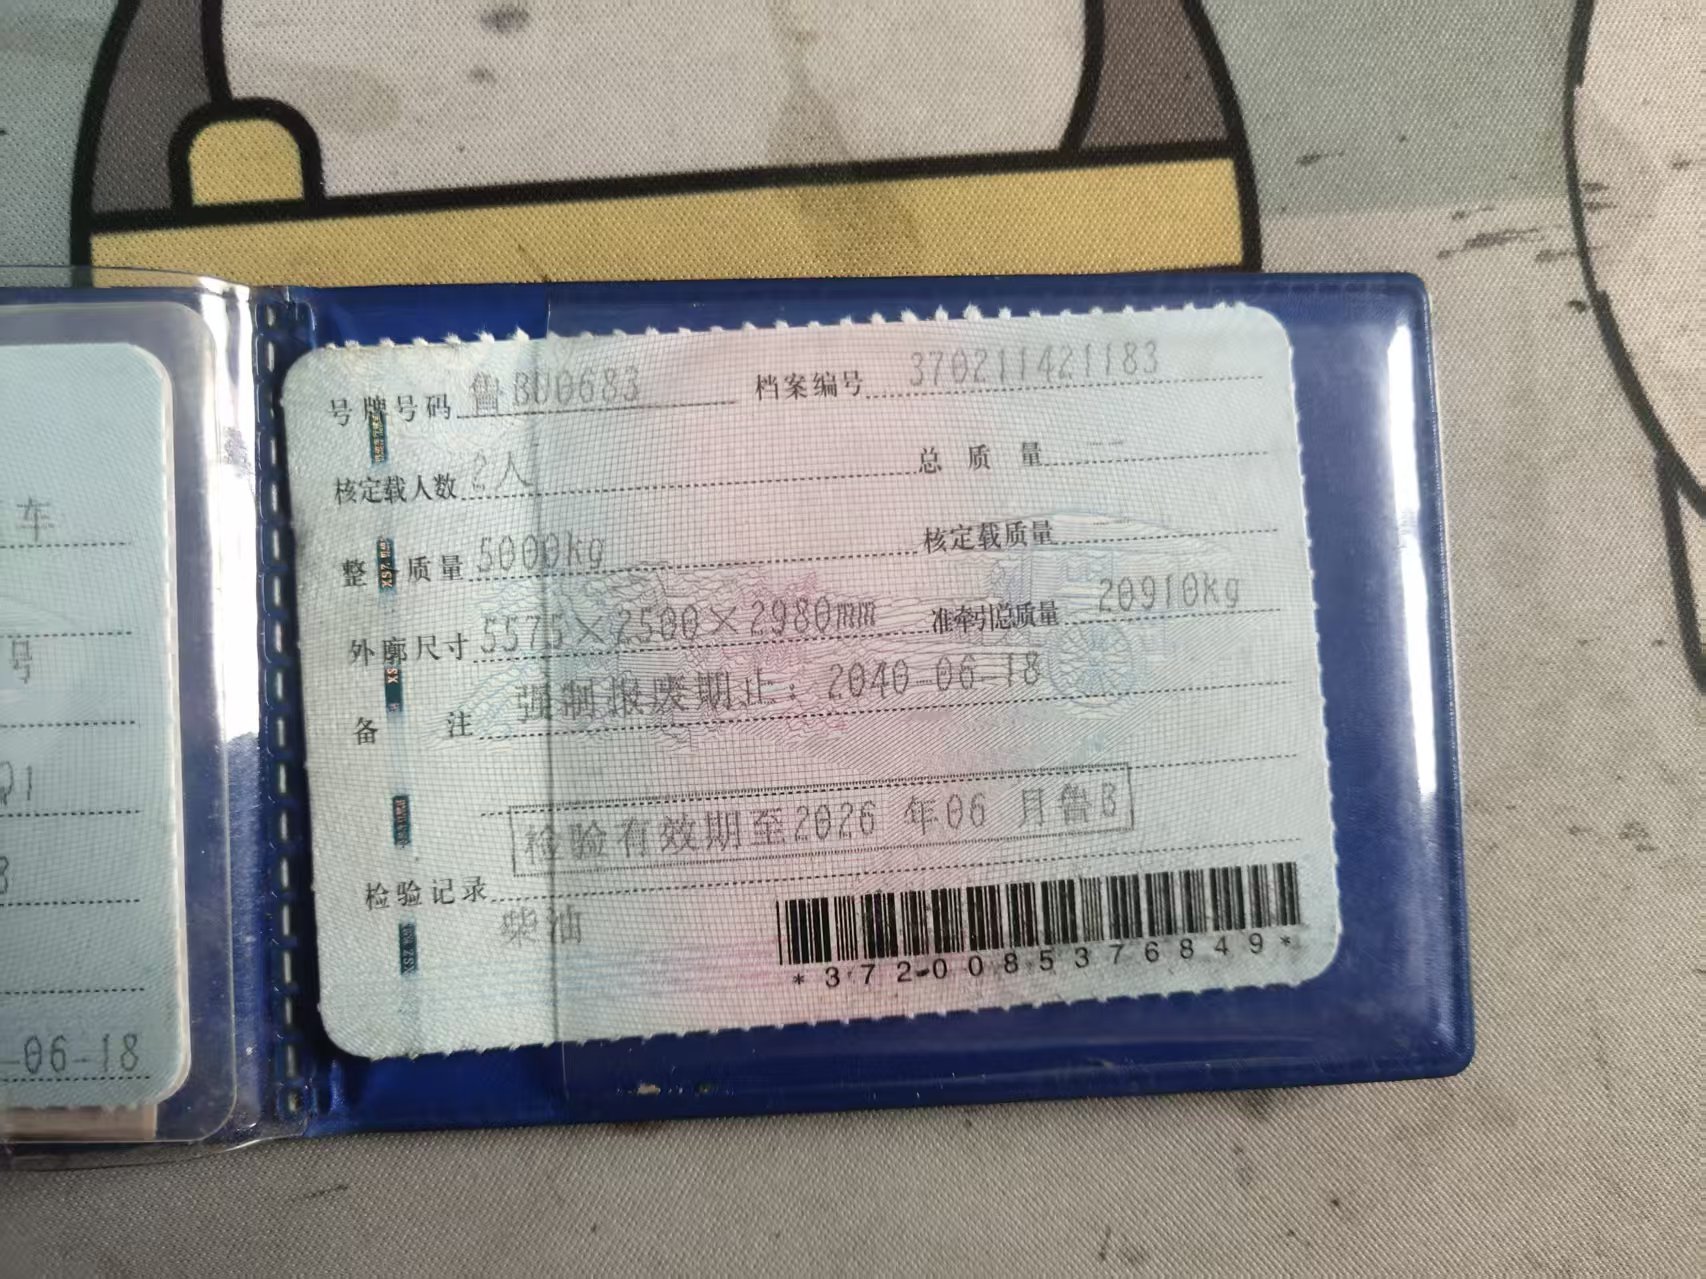 车
号
Q1
3
-06-18
号牌号码 鲁BU0683 档案编号 370211421183
核定载人数 2人 总质量 --
整备质量 5000kg 核定载质量 --
外廓尺寸 5575×2500×2980mm 准牵引总质量 20910kg
备注 强制报废期止：2040-06-18
检验有效期至2026 年06 月鲁B
检验记录
柴油
*3720085376849*